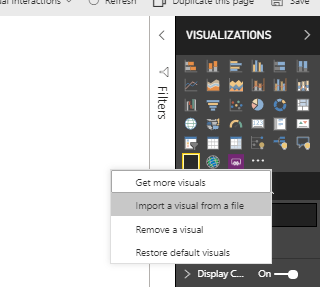 Interactions
Refresh
Duplicate this page
Save
VISUALIZATIONS
Filters
Get more visuals
Import a visual from a file
Remove a visual
Restore default visuals
Display C...
On